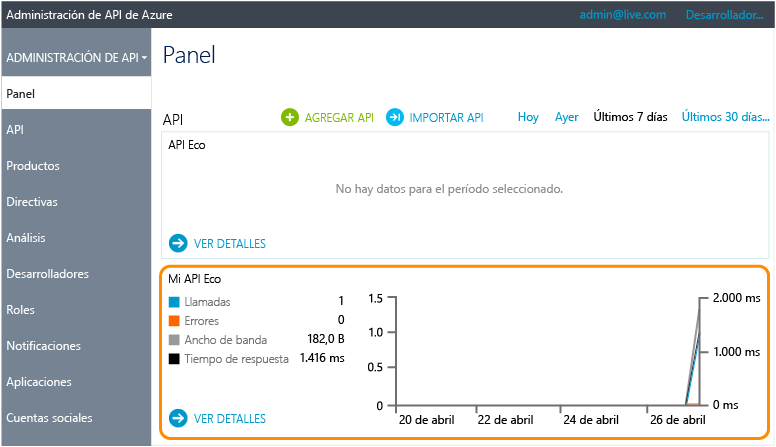 Administración de API de Azure
admin@live.com Desarrollador...
ADMINISTRACIÓN DE API
Panel
API
Productos
Directivas
Análisis
Desarrolladores
Roles
Notificaciones
Aplicaciones
Cuentas sociales
Panel
API AGREGAR API IMPORTAR API Hoy Ayer Últimos 7 días Últimos 30 días...
API Eco
No hay datos para el período seleccionado.
VER DETALLES
Mi API Eco
Llamadas 1
Errores 0
Ancho de banda 182,0 B
Tiempo de respuesta 1.416 ms
VER DETALLES
1.5
1.0
0.5
0
2.000 ms
1.000 ms
0 ms
20 de abril 22 de abril 24 de abril 26 de abril